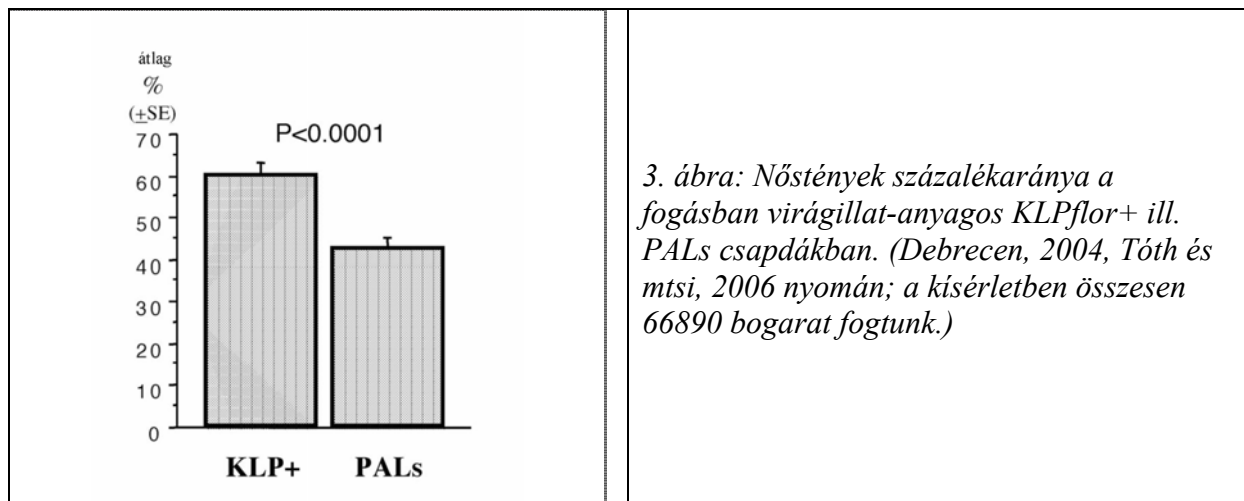 átlag
%
(±SE)
P<0.0001
70
60
50
40
30
20
10
0
KLP+ PALs
3. ábra: Nőstények százalékaránya a
fogásban virágillat-anyagos KLPflor+ ill.
PALs csapdákban. (Debrecen, 2004, Tóth és
mtsi, 2006 nyomán; a kísérletben összesen
66890 bogarat fogtunk.)